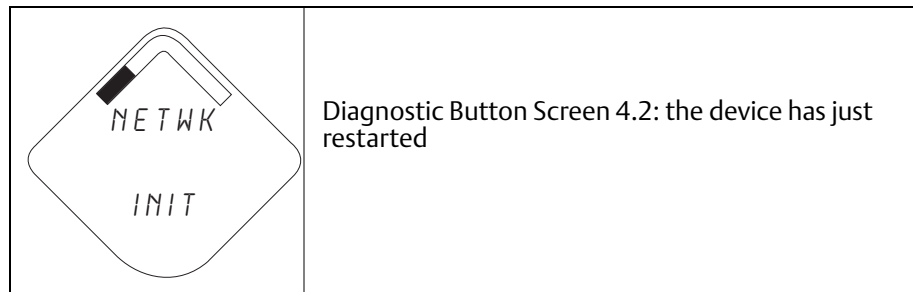 NETWK
INIT
Diagnostic Button Screen 4.2: the device has just
restarted